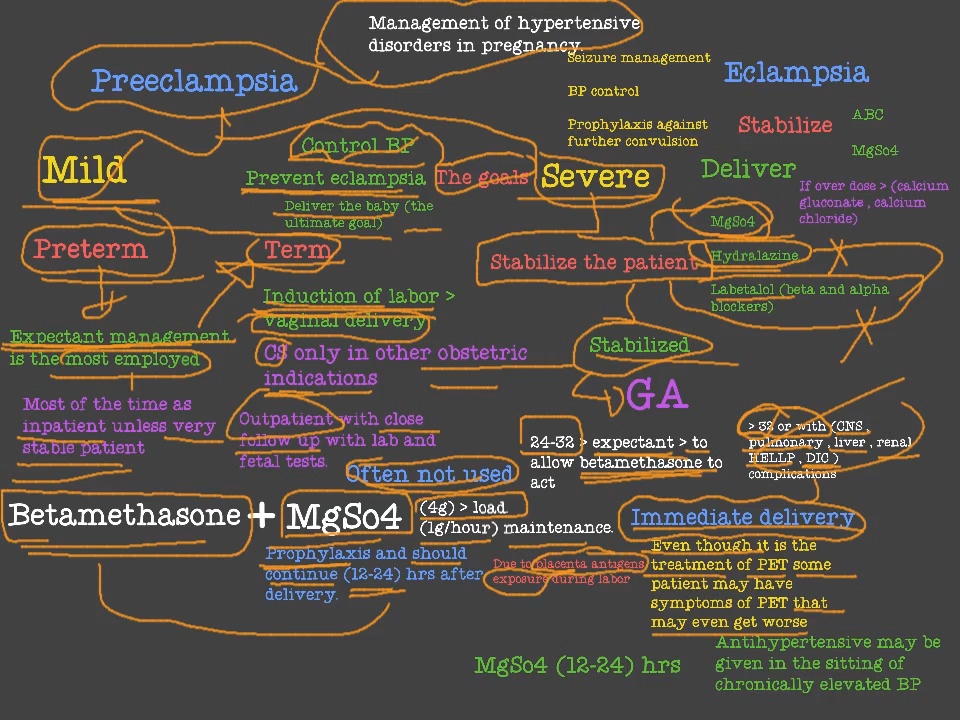 Management of hypertensive
disorders in pregnancy.
Preeclampsia
Seizure management
BP control
Prophylaxis against
further convulsion
Eclampsia
Stabilize
ABC
MgSo4
Deliver
If over dose > (calcium
gluconate , calcium
chloride)
Mild
Control BP
Prevent eclampsia
Deliver the baby (the
ultimate goal)
The goals
Severe
Preterm
Term
Stabilize the patient
MgSo4
Hydralazine
Labetalol (beta and alpha
blockers)
Induction of labor >
vaginal delivery
CS only in other obstetric
indications
Expectant management
is the most employed
Stabilized
GA
Most of the time as
inpatient unless very
stable patient
Outpatient with close
follow up with lab and
fetal tests.
24-32 > expectant > to
allow betamethasone to
act
> 32 or with (CNS ,
pulmonary , liver , renal
HELLP , DIC )
complications
Often not used
Betamethasone + MgSo4
(4g) > load
(1g/hour) maintenance.
Immediate delivery
Prophylaxis and should
continue (12-24) hrs after
delivery.
Due to placenta antigens
exposure during labor
Even though it is the
treatment of PET some
patient may have
symptoms of PET that
may even get worse
MgSo4 (12-24) hrs
Antihypertensive may be
given in the sitting of
chronically elevated BP